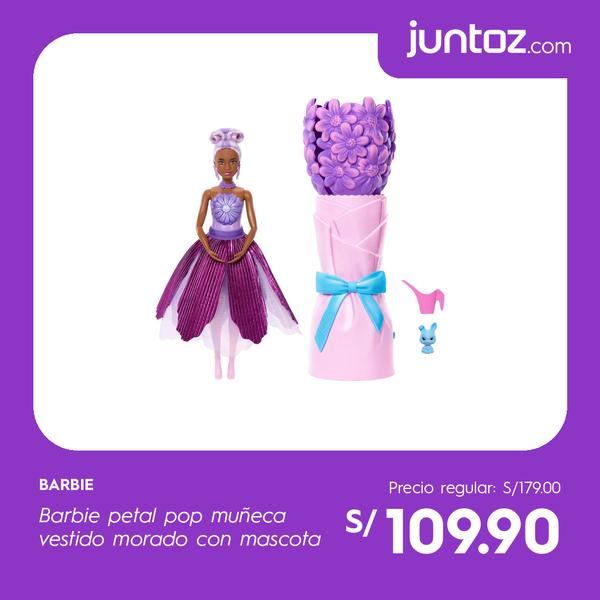 juntoz.com
BARBIE
Barbie petal pop muñeca
vestido morado con mascota
Precio regular: S/179.00
S/109.90